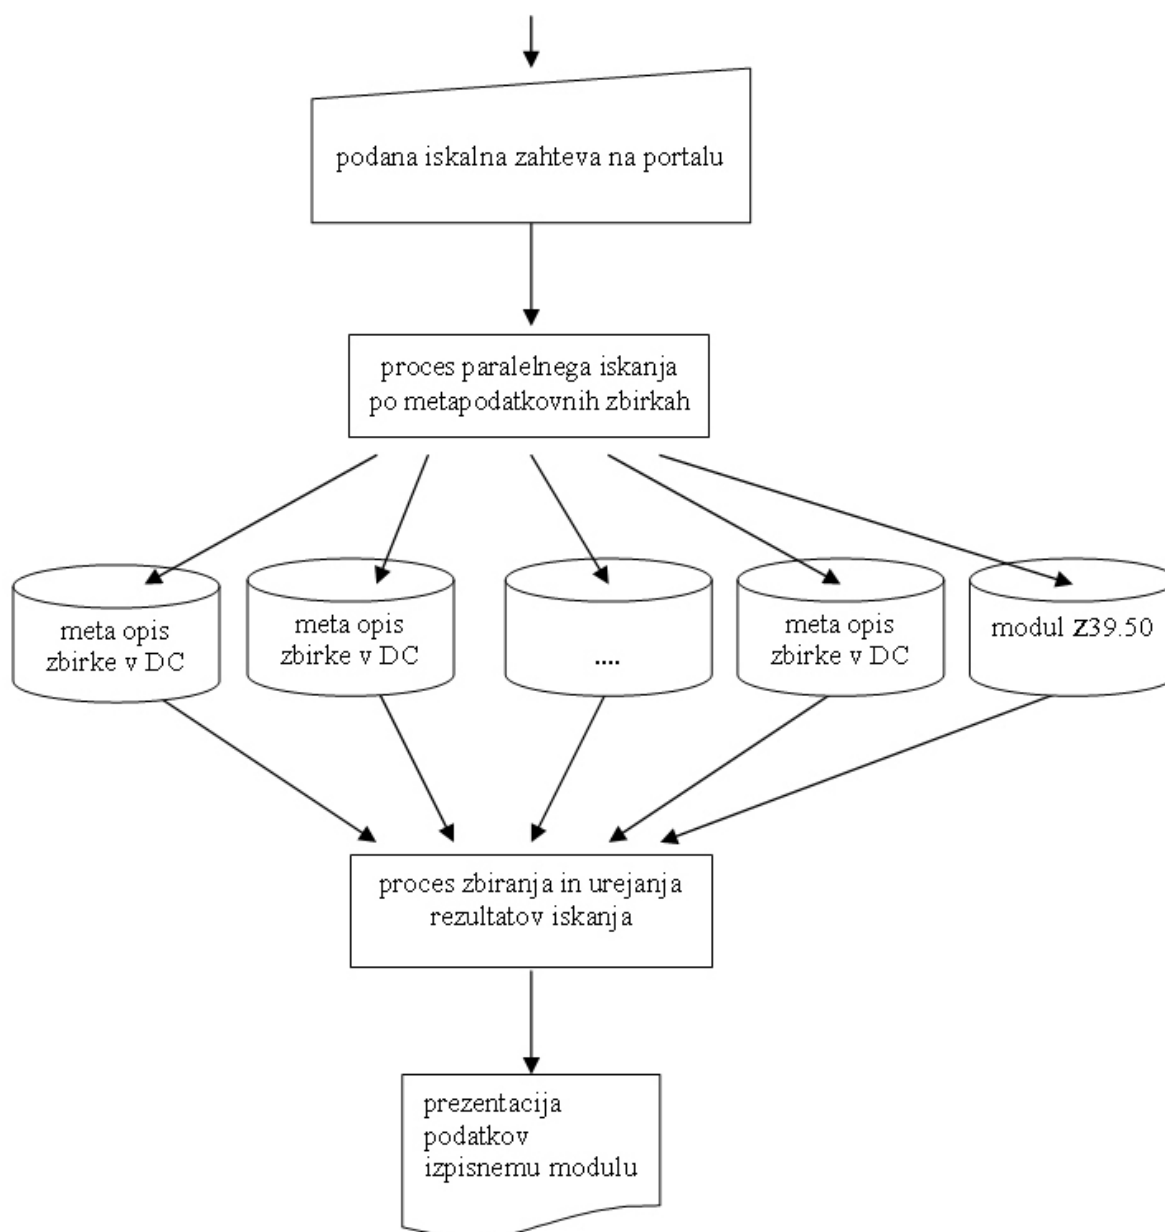 podana iskalna zahteva na portalu
proces paralelnega iskanja
po metapodatkovnih zbirkah
meta opis
zbirke v DC
meta opis
zbirke v DC
....
meta opis
zbirke v DC
modul Z39.50
proces zbiranja in urejanja
rezultatov iskanja
prezentacija
podatkov
izpisnemu modulu